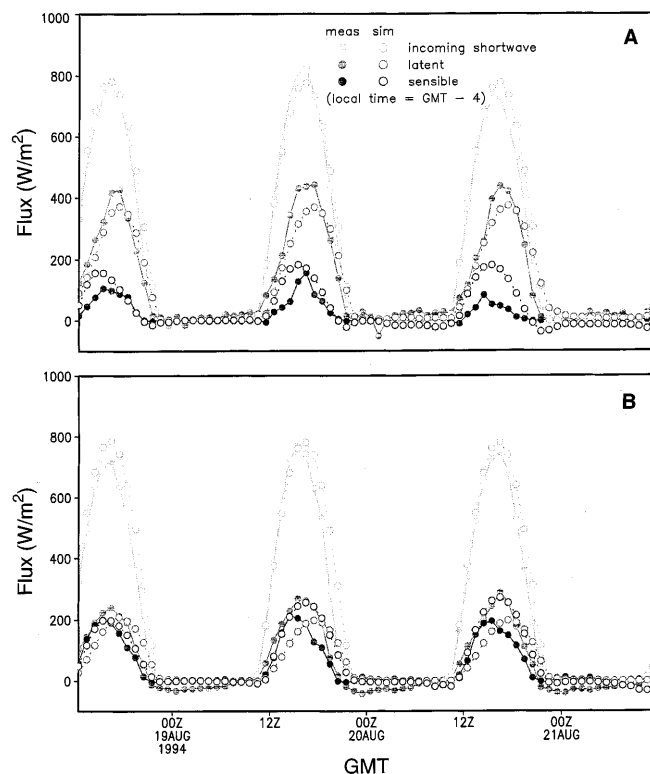 1000
A
meas sim
incoming shortwave
latent
sensible
(local time = GMT – 4)
800
600
400
200
0
Flux (W/m²)
1000
B
800
600
400
200
0
Flux (W/m²)
00Z
19AUG
1994
12Z
00Z
20AUG
12Z
00Z
21AUG
GMT